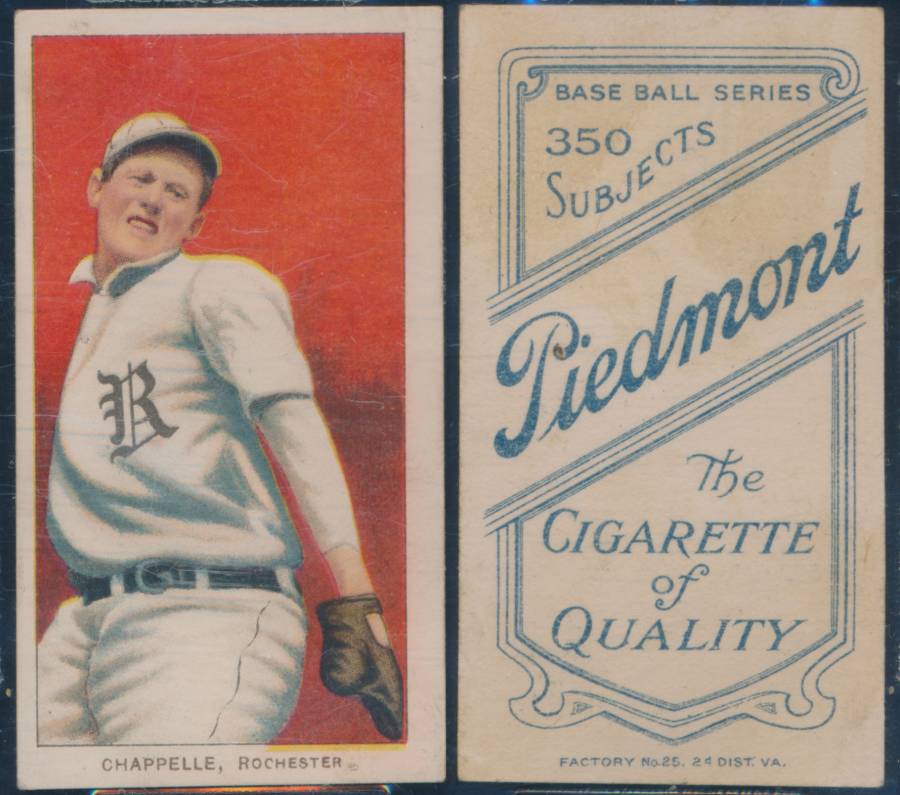 R
CHAPPELLE, ROCHESTER
BASE BALL SERIES
350
SUBJECTS
Piedmont
The
CIGARETTE
of
QUALITY
FACTORY No. 25. 2d DIST. VA.